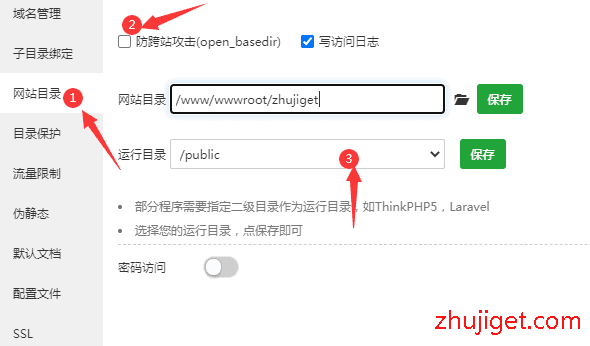 域名管理
子目录绑定
网站目录
目录保护
流量限制
伪静态
默认文档
配置文件
SSL
1
2
防跨站攻击(open_basedir)
写访问日志
网站目录
/www/wwwroot/zhujiget
保存
运行目录
/public
3
保存
部分程序需要指定二级目录作为运行目录，如ThinkPHP5，Laravel
选择您的运行目录，点保存即可
密码访问
zhujiget.com